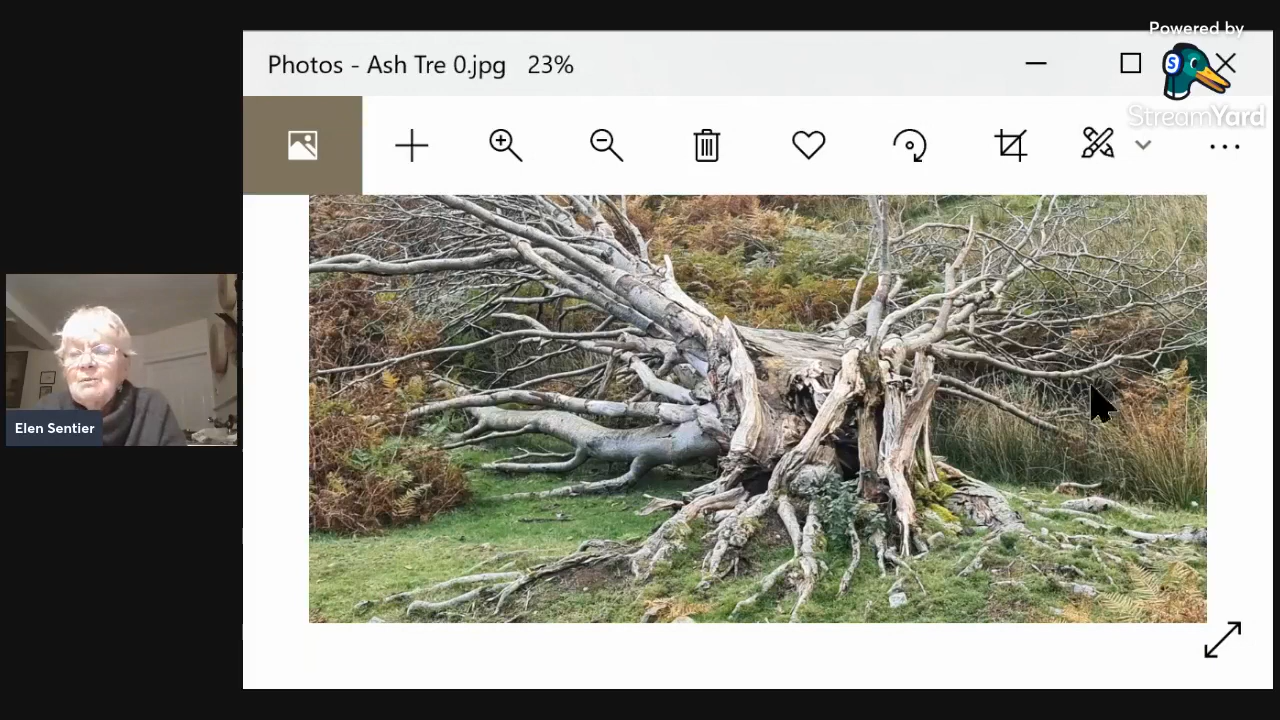 Powered by
Photos - Ash Tre 0.jpg 23%
S
StreamYard
Elen Sentier